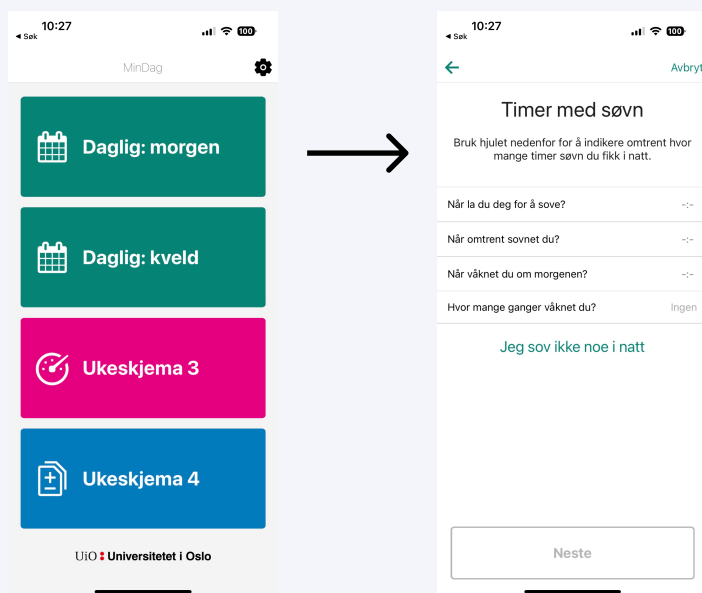 10:27
◄ Søk
100
MinDag
Daglig: morgen
Daglig: kveld
Ukeskjema 3
Ukeskjema 4
UiO Universitetet i Oslo
10:27
◄ Søk
100
Avbryt
Timer med søvn
Bruk hjulet nedenfor for å indikere omtrent hvor
mange timer søvn du fikk i natt.
Når la du deg for å sove? -:-
Når omtrent sovnet du? -:-
Når våknet du om morgenen? -:-
Hvor mange ganger våknet du? Ingen
Jeg sov ikke noe i natt
Neste